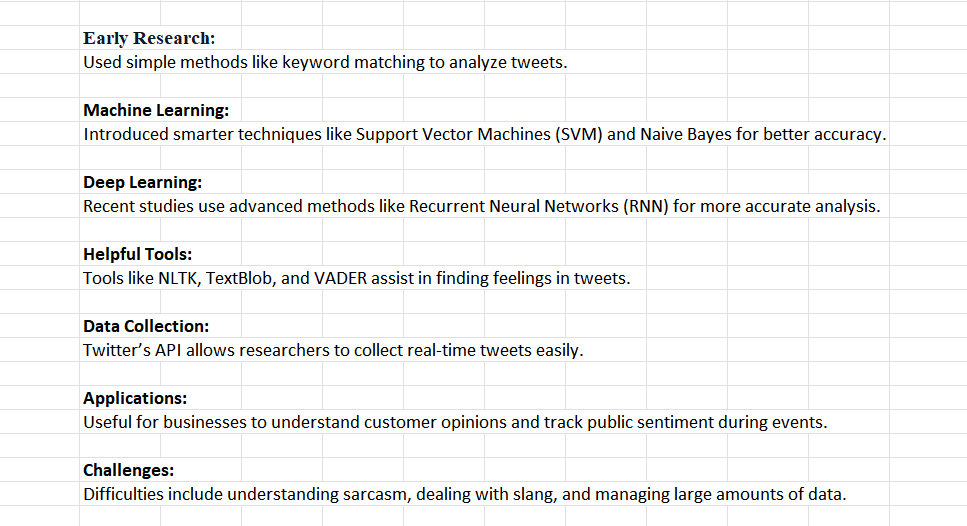 Early Research:
Used simple methods like keyword matching to analyze tweets.
Machine Learning:
Introduced smarter techniques like Support Vector Machines (SVM) and Naive Bayes for better accuracy.
Deep Learning:
Recent studies use advanced methods like Recurrent Neural Networks (RNN) for more accurate analysis.
Helpful Tools:
Tools like NLTK, TextBlob, and VADER assist in finding feelings in tweets.
Data Collection:
Twitter’s API allows researchers to collect real-time tweets easily.
Applications:
Useful for businesses to understand customer opinions and track public sentiment during events.
Challenges:
Difficulties include understanding sarcasm, dealing with slang, and managing large amounts of data.